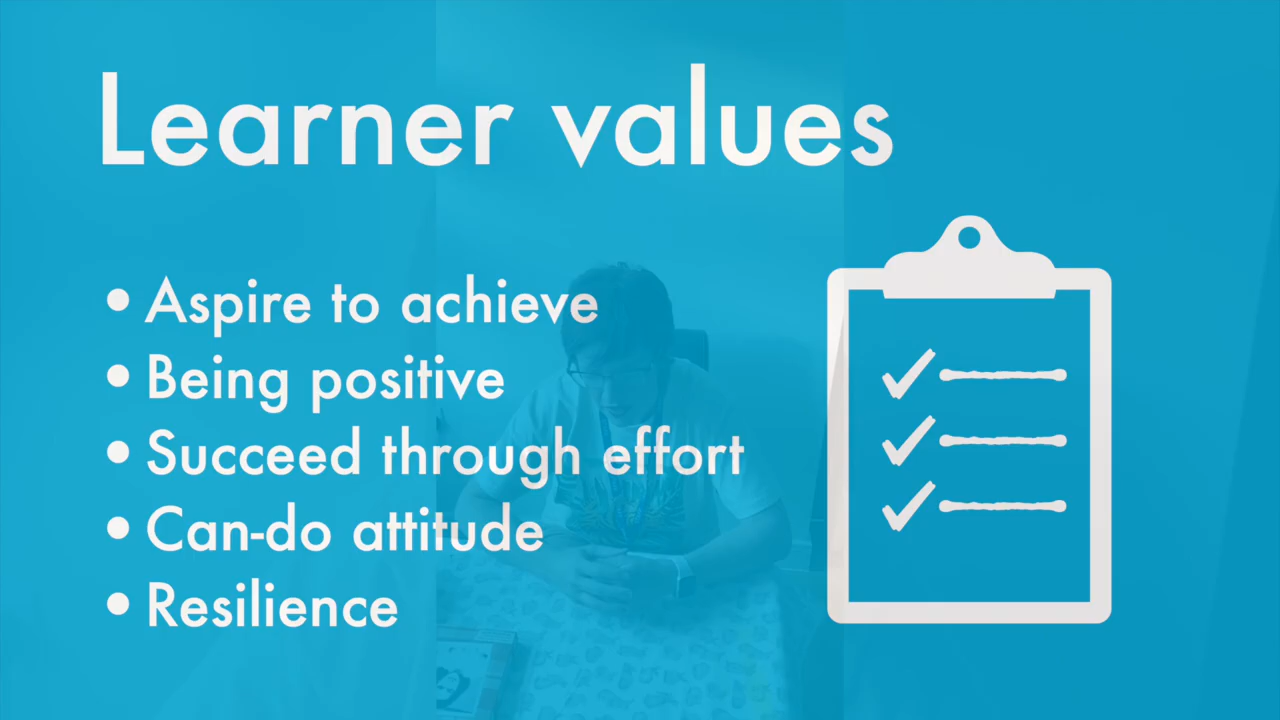 Learner values
• Aspire to achieve
• Being positive
• Succeed through effort
• Can-do attitude
• Resilience